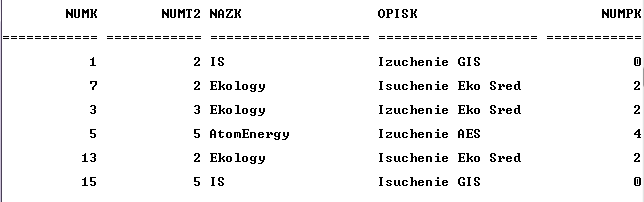 NUMK NUMT2 NAZK OPISK NUMPK
============ ============ ==================== ==================== ============
1 2 IS Izuchenie GIS 0
7 2 Ekology Isuchenie Eko Sred 2
3 3 Ekology Izuchenie Eko Sred 2
5 5 AtomEnergy Izuchenie AES 4
13 2 Ekology Isuchenie Eko Sred 2
15 5 IS Isuchenie GIS 0